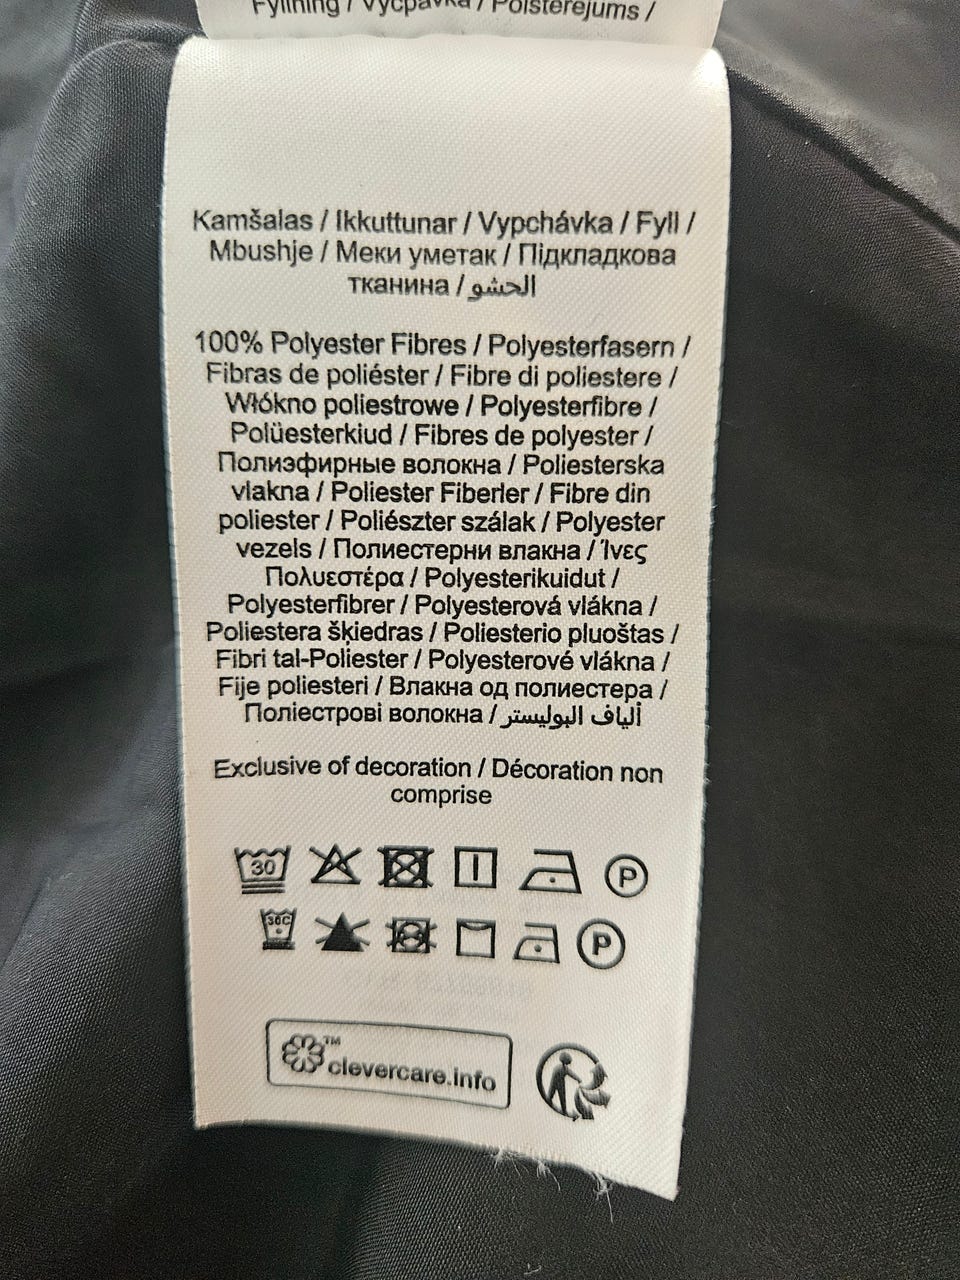 Fyllning / Vycpávka / Polsterējums /
Kamšalas / Ikkuttunar / Vypchávka / Fyll /
Mbushje / Меки уметак / Підкладкова
тканина / الحشو
100% Polyester Fibres / Polyesterfasern /
Fibras de poliéster / Fibre di poliestere /
Włókno poliestrowe / Polyesterfibre /
Polüesterkiud / Fibres de polyester /
Полиэфирные волокна / Poliesterska
vlakna / Poliester Fiberler / Fibre din
poliester / Poliészter szálak / Polyester
vezels / Полиестерни влакна / Ίνες
Πολυεστέρα / Polyesterikuidut /
Polyesterfibrer / Polyesterová vlákna /
Poliestera šķiedras / Poliesterio pluoštas /
Fibri tal-Poliester / Polyesterové vlákna /
Fije poliesteri / Влакна од полиестера /
Поліестрові волокна / ألياف البوليستر
Exclusive of decoration / Décoration non
comprise
30 P
30C P
™
clevercare.info